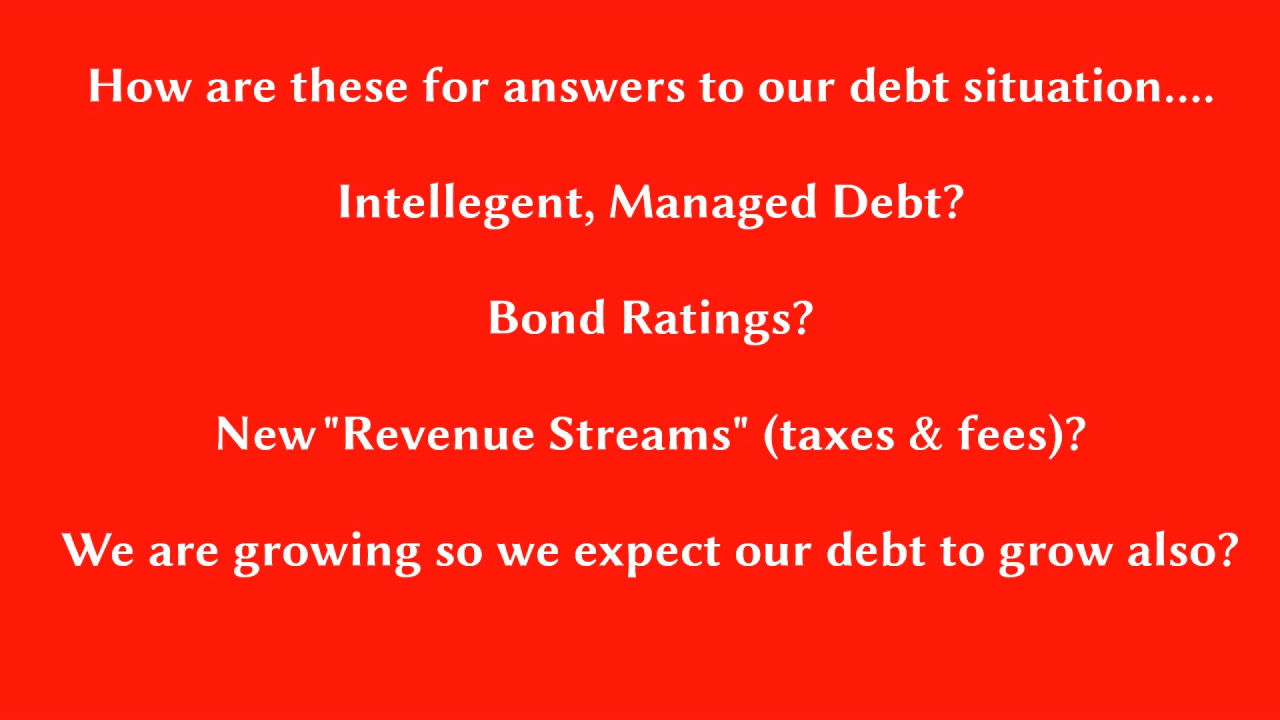 How are these for answers to our debt situation....
Intellegent, Managed Debt?
Bond Ratings?
New "Revenue Streams" (taxes & fees)?
We are growing so we expect our debt to grow also?